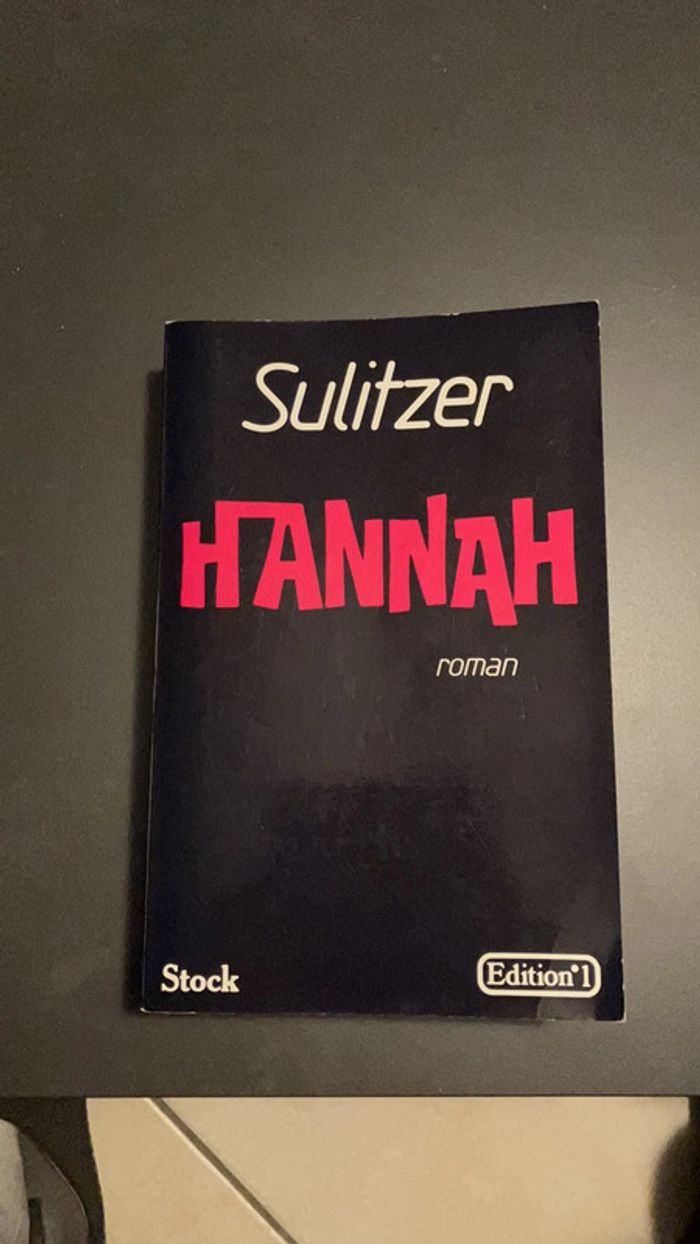 Sulitzer
HANNAH
roman
Stock
Edition°1